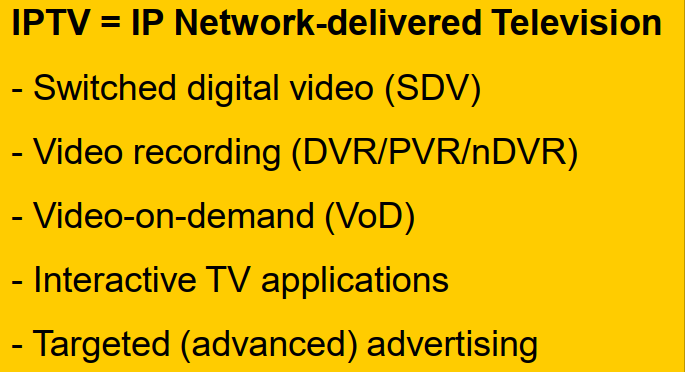 IPTV = IP Network-delivered Television
- Switched digital video (SDV)
- Video recording (DVR/PVR/nDVR)
- Video-on-demand (VoD)
- Interactive TV applications
- Targeted (advanced) advertising